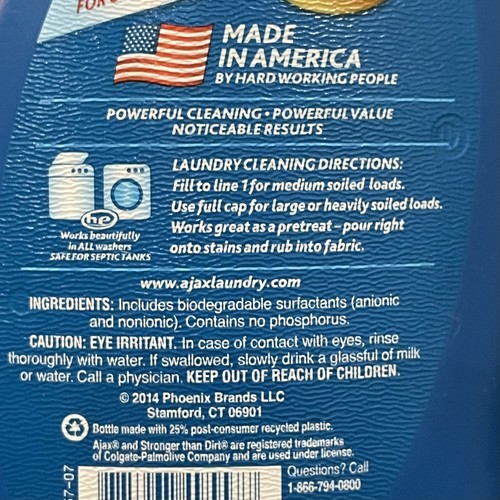 FOR
MADE
IN AMERICA
BY HARD WORKING PEOPLE
POWERFUL CLEANING • POWERFUL VALUE
NOTICEABLE RESULTS
he
Works beautifully
in ALL washers
SAFE FOR SEPTIC TANKS
LAUNDRY CLEANING DIRECTIONS:
Fill to line 1 for medium soiled loads.
Use full cap for large or heavily soiled loads.
Works great as a pretreat – pour right
onto stains and rub into fabric.
www.ajaxlaundry.com
INGREDIENTS: Includes biodegradable surfactants (anionic
and nonionic). Contains no phosphorus.
CAUTION: EYE IRRITANT. In case of contact with eyes, rinse
thoroughly with water. If swallowed, slowly drink a glassful of milk
or water. Call a physician. KEEP OUT OF REACH OF CHILDREN.
© 2014 Phoenix Brands LLC
Stamford, CT 06901
Bottle made with 25% post-consumer recycled plastic.
Ajax® and Stronger than Dirt® are registered trademarks
of Colgate-Palmolive Company and are used under license.
7-07
Questions? Call
1-866-794-0800